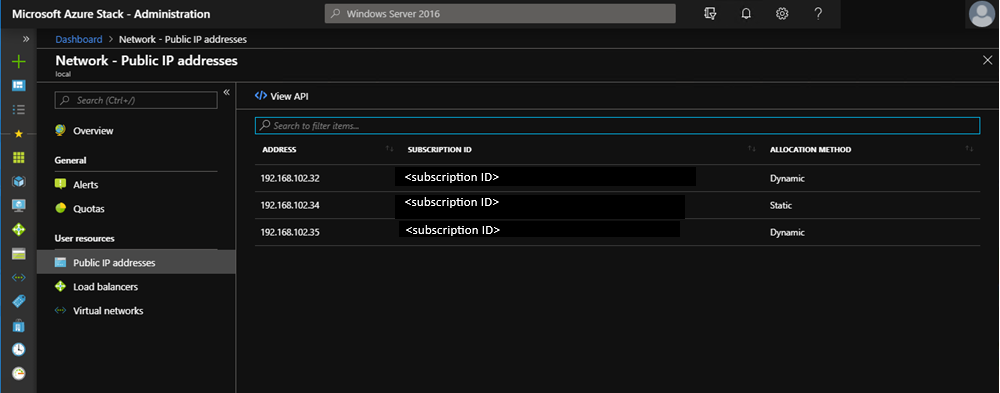 Microsoft Azure Stack - Administration
Windows Server 2016
?
»
Dashboard > Network - Public IP addresses
Network - Public IP addresses
local
Search (Ctrl+/)
«
Overview
General
Alerts
Quotas
User resources
Public IP addresses
Load balancers
Virtual networks
</> View API
Search to filter items...
ADDRESS SUBSCRIPTION ID ALLOCATION METHOD
192.168.102.32 <subscription ID> Dynamic
192.168.102.34 <subscription ID> Static
192.168.102.35 <subscription ID> Dynamic